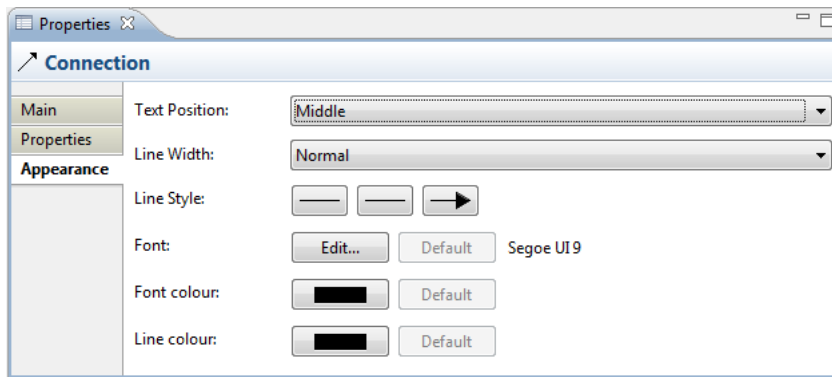 Properties
Connection
Main
Properties
Appearance
Text Position:
Middle
Line Width:
Normal
Line Style:
Font:
Edit...
Default
Segoe UI 9
Font colour:
Default
Line colour:
Default